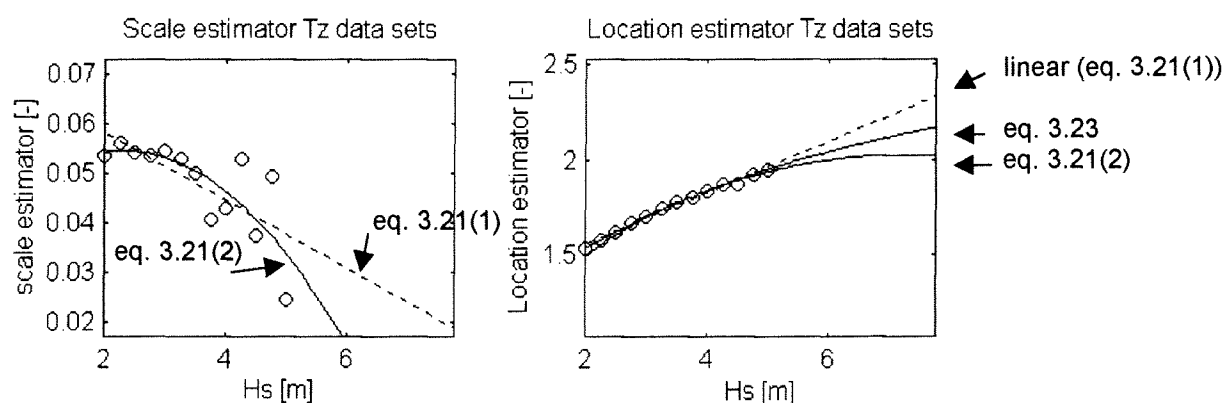 Scale estimator Tz data sets
scale estimator [-]
0.07
0.06
0.05
0.04
0.03
0.02
eq. 3.21(1)
eq. 3.21(2)
2
4
6
Hs [m]
Location estimator Tz data sets
Location estimator [-]
2.5
2
1.5
2
4
6
Hs [m]
linear (eq. 3.21(1))
eq. 3.23
eq. 3.21(2)